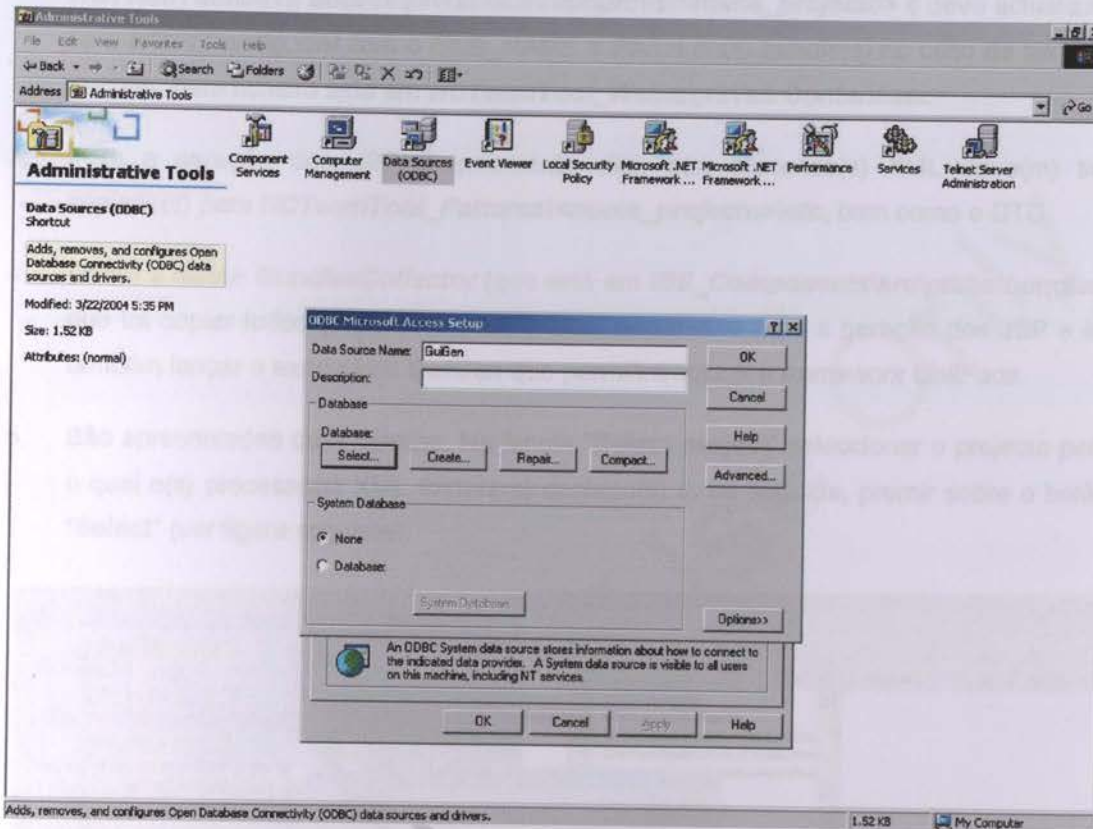 Administrative Tools
File Edit View Favorites Tools Help
Back Search Folders
Address Administrative Tools Go
Administrative Tools
Data Sources (ODBC)
Shortcut
Adds, removes, and configures Open
Database Connectivity (ODBC) data
sources and drivers.
Modified: 3/22/2004 5:35 PM
Size: 1.52 KB
Attributes: (normal)
Component
Services
Computer
Management
Data Sources
(ODBC)
Event Viewer
Local Security
Policy
Microsoft .NET
Framework ...
Microsoft .NET
Framework ...
Performance
Services
Telnet Server
Administration
ODBC Microsoft Access Setup
Data Source Name: GuiGen
Description:
Database
Database:
Select... Create... Repair... Compact...
System Database
None
Database:
System Database...
OK
Cancel
Help
Advanced...
Options>>
An ODBC System data source stores information about how to connect to
the indicated data provider. A System data source is visible to all users
on this machine, including NT services.
OK Cancel Apply Help
Adds, removes, and configures Open Database Connectivity (ODBC) data sources and drivers. 1.52 KB My Computer